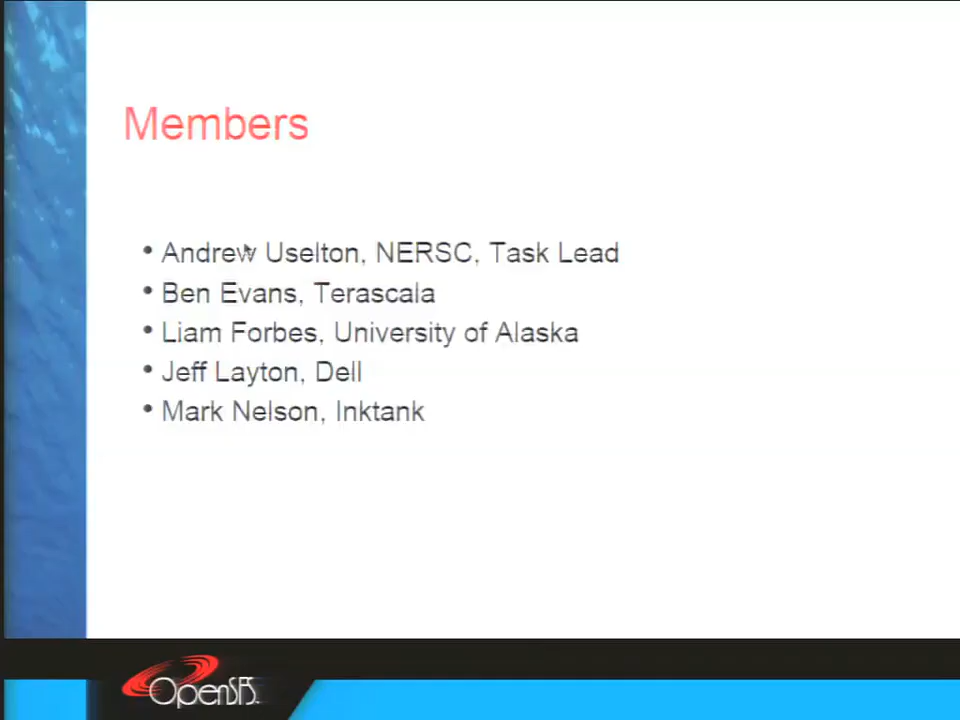 Members
• Andrew Uselton, NERSC, Task Lead
• Ben Evans, Terascala
• Liam Forbes, University of Alaska
• Jeff Layton, Dell
• Mark Nelson, Inktank
OpenSFS